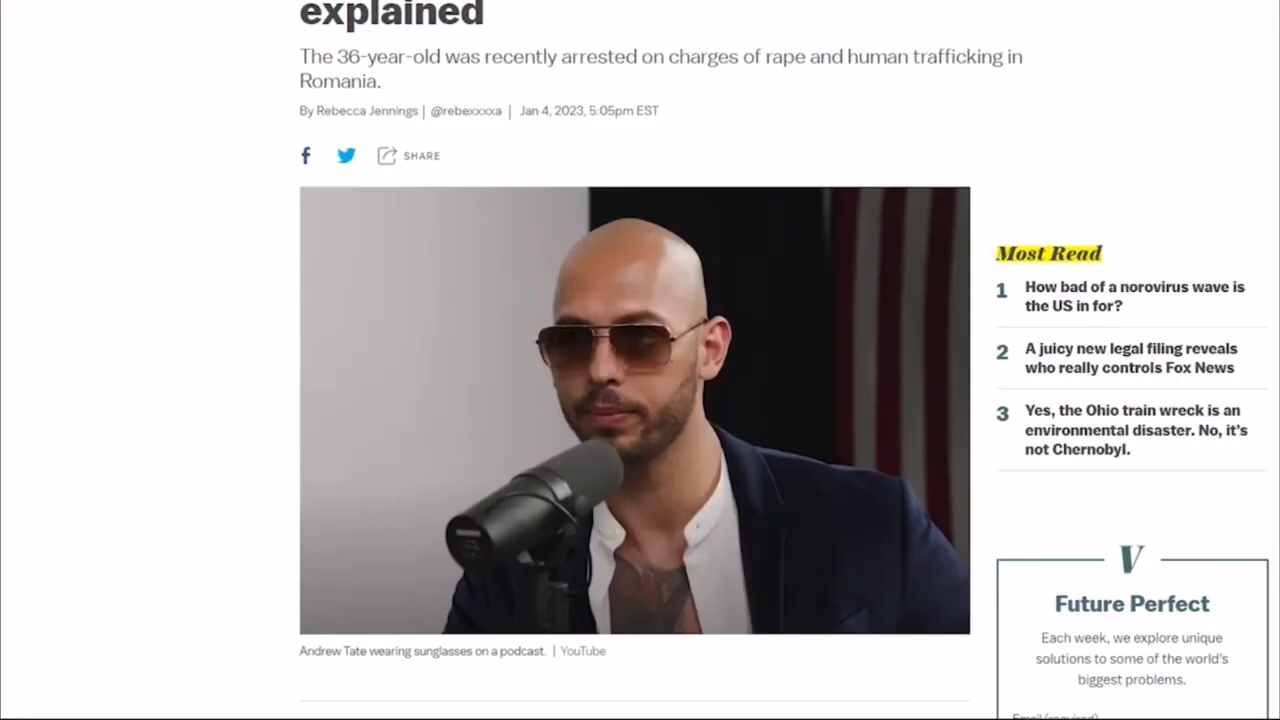 explained
The 36-year-old was recently arrested on charges of rape and human trafficking in
Romania.
By Rebecca Jennings | @rebexxxxa | Jan 4, 2023, 5:05pm EST
SHARE
Most Read
1 How bad of a norovirus wave is
the US in for?
2 A juicy new legal filing reveals
who really controls Fox News
3 Yes, the Ohio train wreck is an
environmental disaster. No, it's
not Chernobyl.
V
Future Perfect
Each week, we explore unique
solutions to some of the world's
biggest problems.
Email (required)
Andrew Tate wearing sunglasses on a podcast. | YouTube